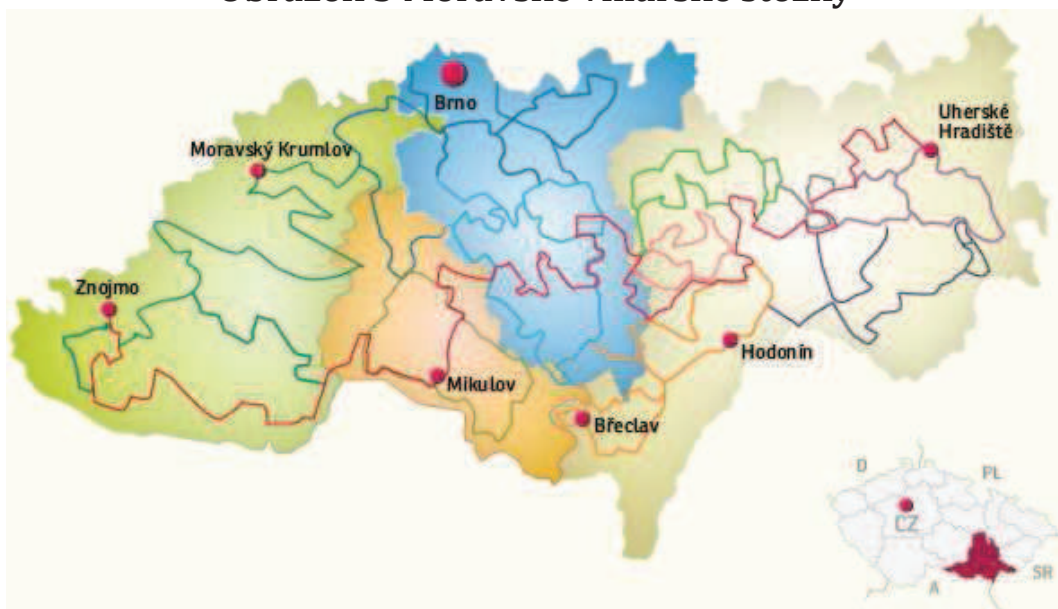 Brno
Uherské
Hradiště
Moravský Krumlov
Znojmo
Hodonín
Mikulov
Břeclav
D
PL
CZ
SR
A